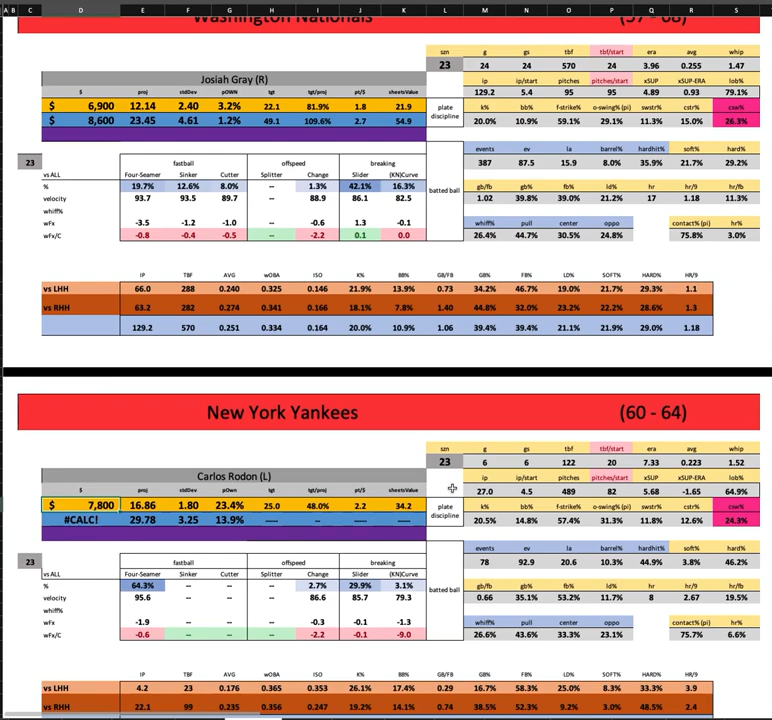 A B C D E F G H I J K L M N O P Q R S
Washington Nationals (57 - 68)
szn g gs tbf tbf/start era avg whip
23 24 24 570 24 3.96 0.255 1.47
Josiah Gray (R) ip ip/start pitches pitches/start xSUP xSUP-ERA lob%
129.2 5.4 95 95 4.89 0.93 79.1%
$ proj stdDev pOWN tgt tgt/proj pt/$ sheetsValue
$ 6,900 12.14 2.40 3.2% 22.1 81.9% 1.8 21.9 plate discipline k% bb% f-strike% o-swing% (pi) swstr% cstr% csw%
$ 8,600 23.45 4.61 1.2% 49.1 109.6% 2.7 54.9 20.0% 10.9% 59.1% 29.1% 11.3% 15.0% 26.3%
events ev la barrel% hardhit% soft% hard%
23 fastball offspeed breaking 387 87.5 15.9 8.0% 35.9% 21.7% 29.2%
vs ALL Four-Seamer Sinker Cutter Splitter Change Slider (KN)Curve
% 19.7% 12.6% 8.0% -- 1.3% 42.1% 16.3% batted ball gb/fb gb% fb% ld% hr hr/9 hr/fb
velocity 93.7 93.5 89.7 -- 88.9 86.1 82.5 1.02 39.8% 39.0% 21.2% 17 1.18 11.3%
whiff%
wFx -3.5 -1.2 -1.0 -0.6 1.3 -0.1 whiff% pull center oppo contact% (pi) hr%
wFx/C -0.8 -0.4 -0.5 -- -2.2 0.1 0.0 26.4% 44.7% 30.5% 24.8% 75.8% 3.0%
IP TBF AVG wOBA ISO K% BB% GB/FB GB% FB% LD% SOFT% HARD% HR/9
vs LHH 66.0 288 0.240 0.325 0.163 21.9% 13.9% 0.73 34.2% 46.7% 19.0% 21.7% 29.3% 1.1
vs RHH 63.2 282 0.274 0.341 0.146 18.1% 7.8% 1.40 44.8% 32.0% 23.2% 22.2% 28.6% 1.3
129.2 570 0.251 0.334 0.164 20.0% 10.9% 1.06 39.4% 39.4% 21.1% 21.9% 29.0% 1.18
New York Yankees (60 - 64)
szn g gs tbf tbf/start era avg whip
23 6 6 122 20 7.33 0.223 1.52
Carlos Rodon (L) ip ip/start pitches pitches/start xSUP xSUP-ERA lob%
27.0 4.5 489 82 5.68 -1.65 64.9%
$ proj stdDev pOwn tgt tgt/proj pt/$ sheetsValue
$ 7,800 16.86 1.80 23.4% 25.0 48.0% 2.2 34.2 plate discipline k% bb% f-strike% o-swing% (pi) swstr% cstr% csw%
#CALC! 29.78 3.25 13.9% ---- -- -- ---- 20.5% 14.8% 57.4% 31.3% 11.8% 12.6% 24.3%
events ev la barrel% hardhit% soft% hard%
23 fastball offspeed breaking 78 92.9 20.6 10.3% 44.9% 3.8% 46.2%
vs ALL Four-Seamer Sinker Cutter Splitter Change Slider (KN)Curve
% 64.3% -- -- -- 2.7% 29.9% 3.1% batted ball gb/fb gb% fb% ld% hr hr/9 hr/fb
velocity 95.6 -- -- -- 86.6 85.7 79.3 0.66 35.1% 53.2% 11.7% 8 2.67 19.5%
whiff%
wFx -1.9 -- -- -- -0.3 -0.1 -1.3 whiff% pull center oppo contact% (pi) hr%
wFx/C -0.6 -- -- -- -2.2 -0.1 -9.0 26.6% 43.6% 33.3% 23.1% 75.7% 6.6%
IP TBF AVG wOBA ISO K% BB% GB/FB GB% FB% LD% SOFT% HARD% HR/9
vs LHH 4.2 23 0.176 0.365 0.353 26.1% 17.4% 0.29 16.7% 58.3% 25.0% 8.3% 33.3% 3.9
vs RHH 22.1 99 0.235 0.356 0.247 19.2% 14.1% 0.74 38.5% 52.3% 9.2% 3.0% 48.5% 2.4